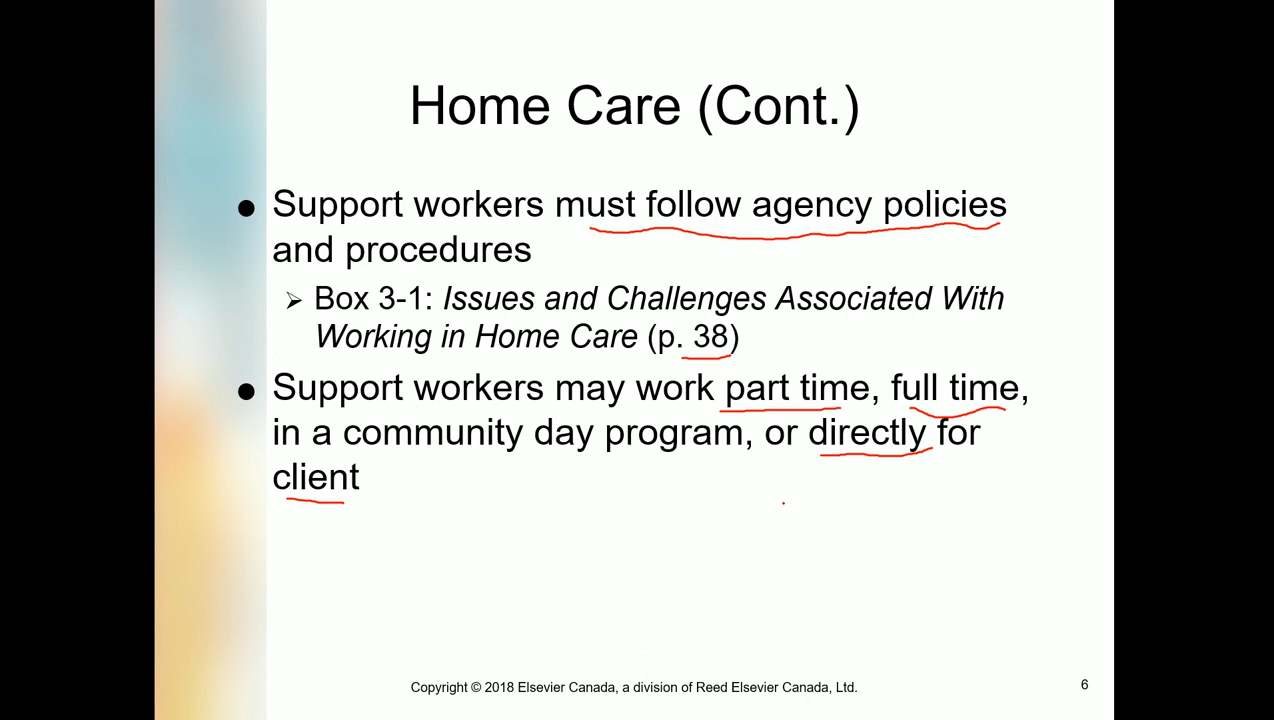 Home Care (Cont.)
● Support workers must follow agency policies
and procedures
➢ Box 3-1: Issues and Challenges Associated With
Working in Home Care (p. 38)
● Support workers may work part time, full time,
in a community day program, or directly for
client
Copyright © 2018 Elsevier Canada, a division of Reed Elsevier Canada, Ltd.
6